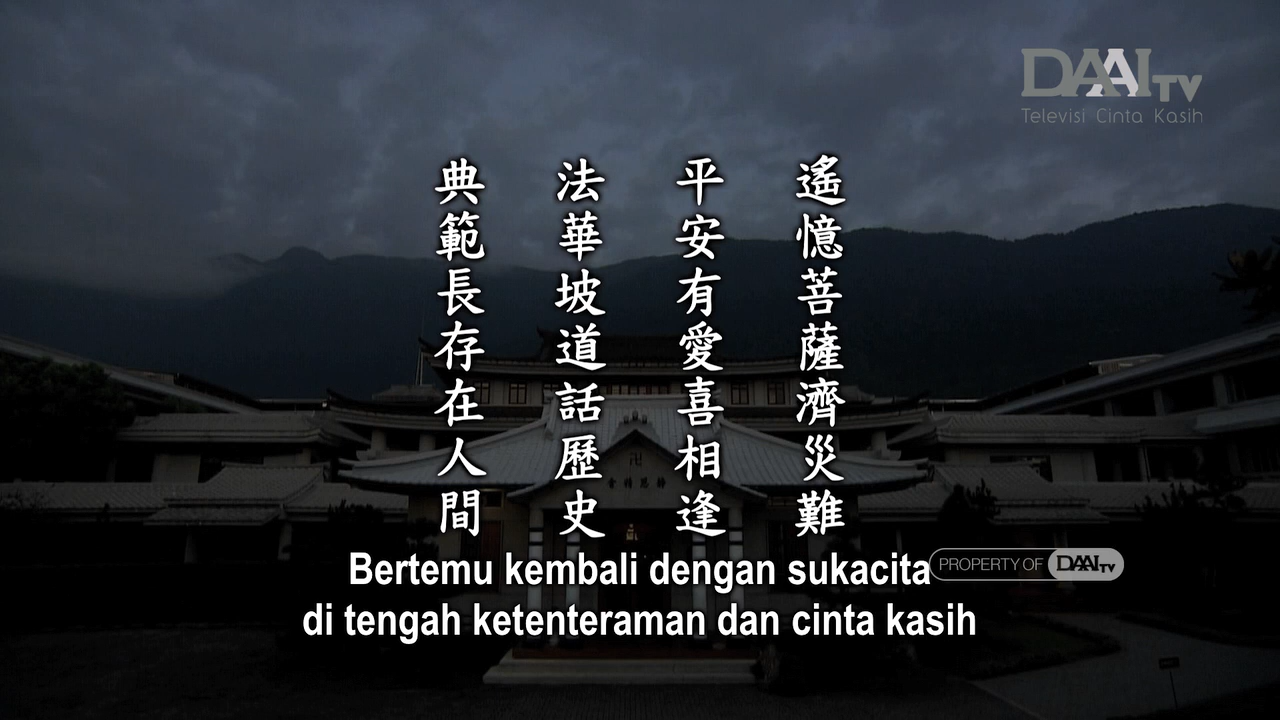 DAAI TV
Televisi Cinta Kasih
遙憶菩薩濟災難
平安有愛喜相逢
法華坡道話歷史
典範長存在人間
Bertemu kembali dengan sukacita
di tengah ketenteraman dan cinta kasih
PROPERTY OF DAAI TV